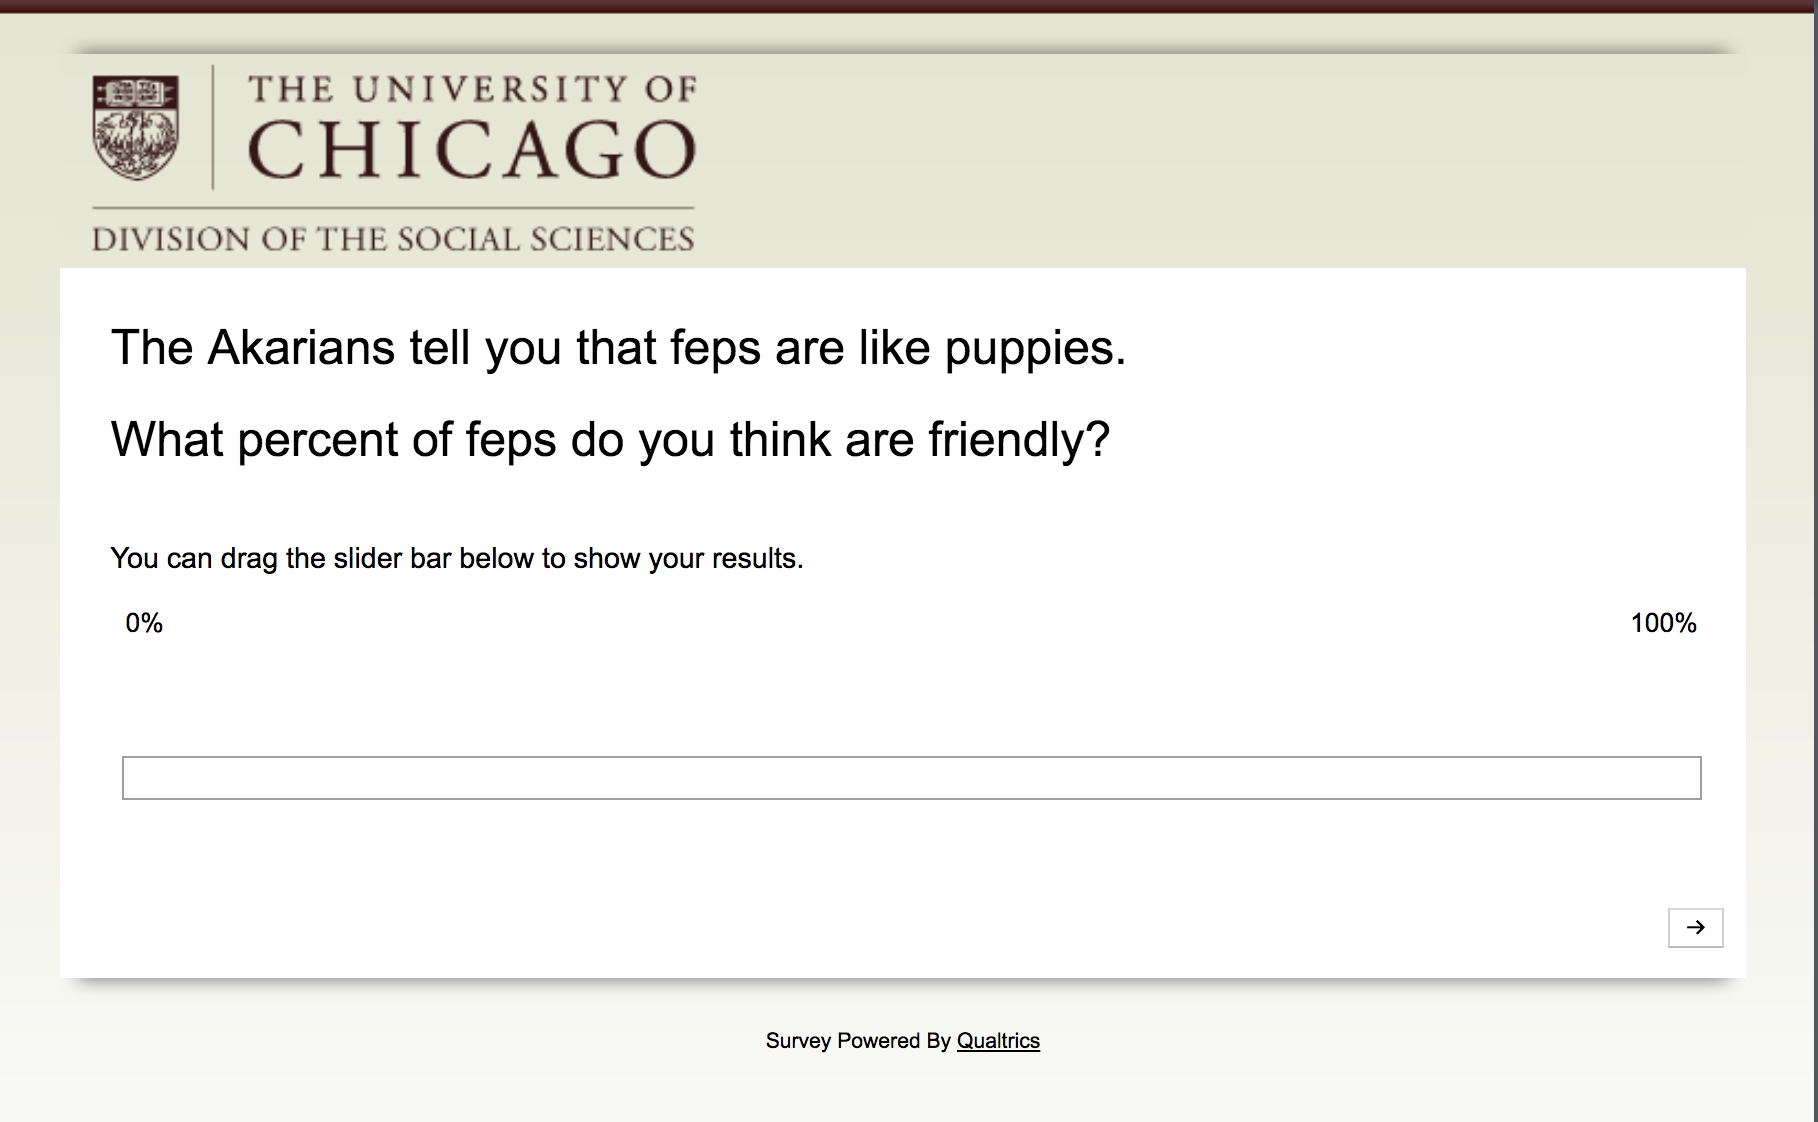 THE UNIVERSITY OF
CHICAGO
DIVISION OF THE SOCIAL SCIENCES
The Akarians tell you that feps are like puppies.
What percent of feps do you think are friendly?
You can drag the slider bar below to show your results.
0% 100%
→
Survey Powered By Qualtrics